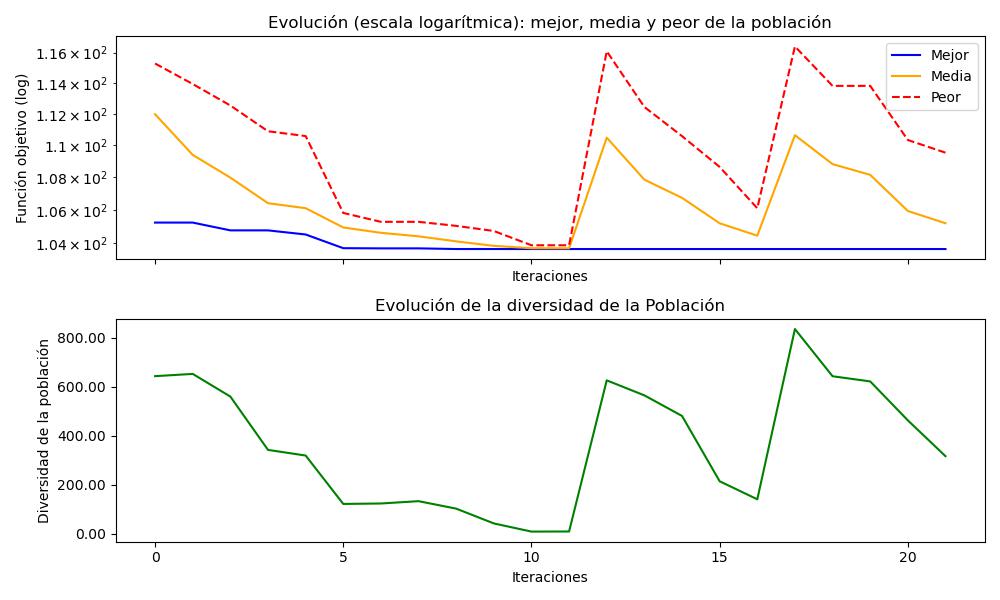 Evolución (escala logarítmica): mejor, media y peor de la población
Función objetivo (log)
1.16 × 10²
1.14 × 10²
1.12 × 10²
1.1 × 10²
1.08 × 10²
1.06 × 10²
1.04 × 10²
Mejor
Media
Peor
Iteraciones
Evolución de la diversidad de la Población
Diversidad de la población
800.00
600.00
400.00
200.00
0.00
0 5 10 15 20
Iteraciones